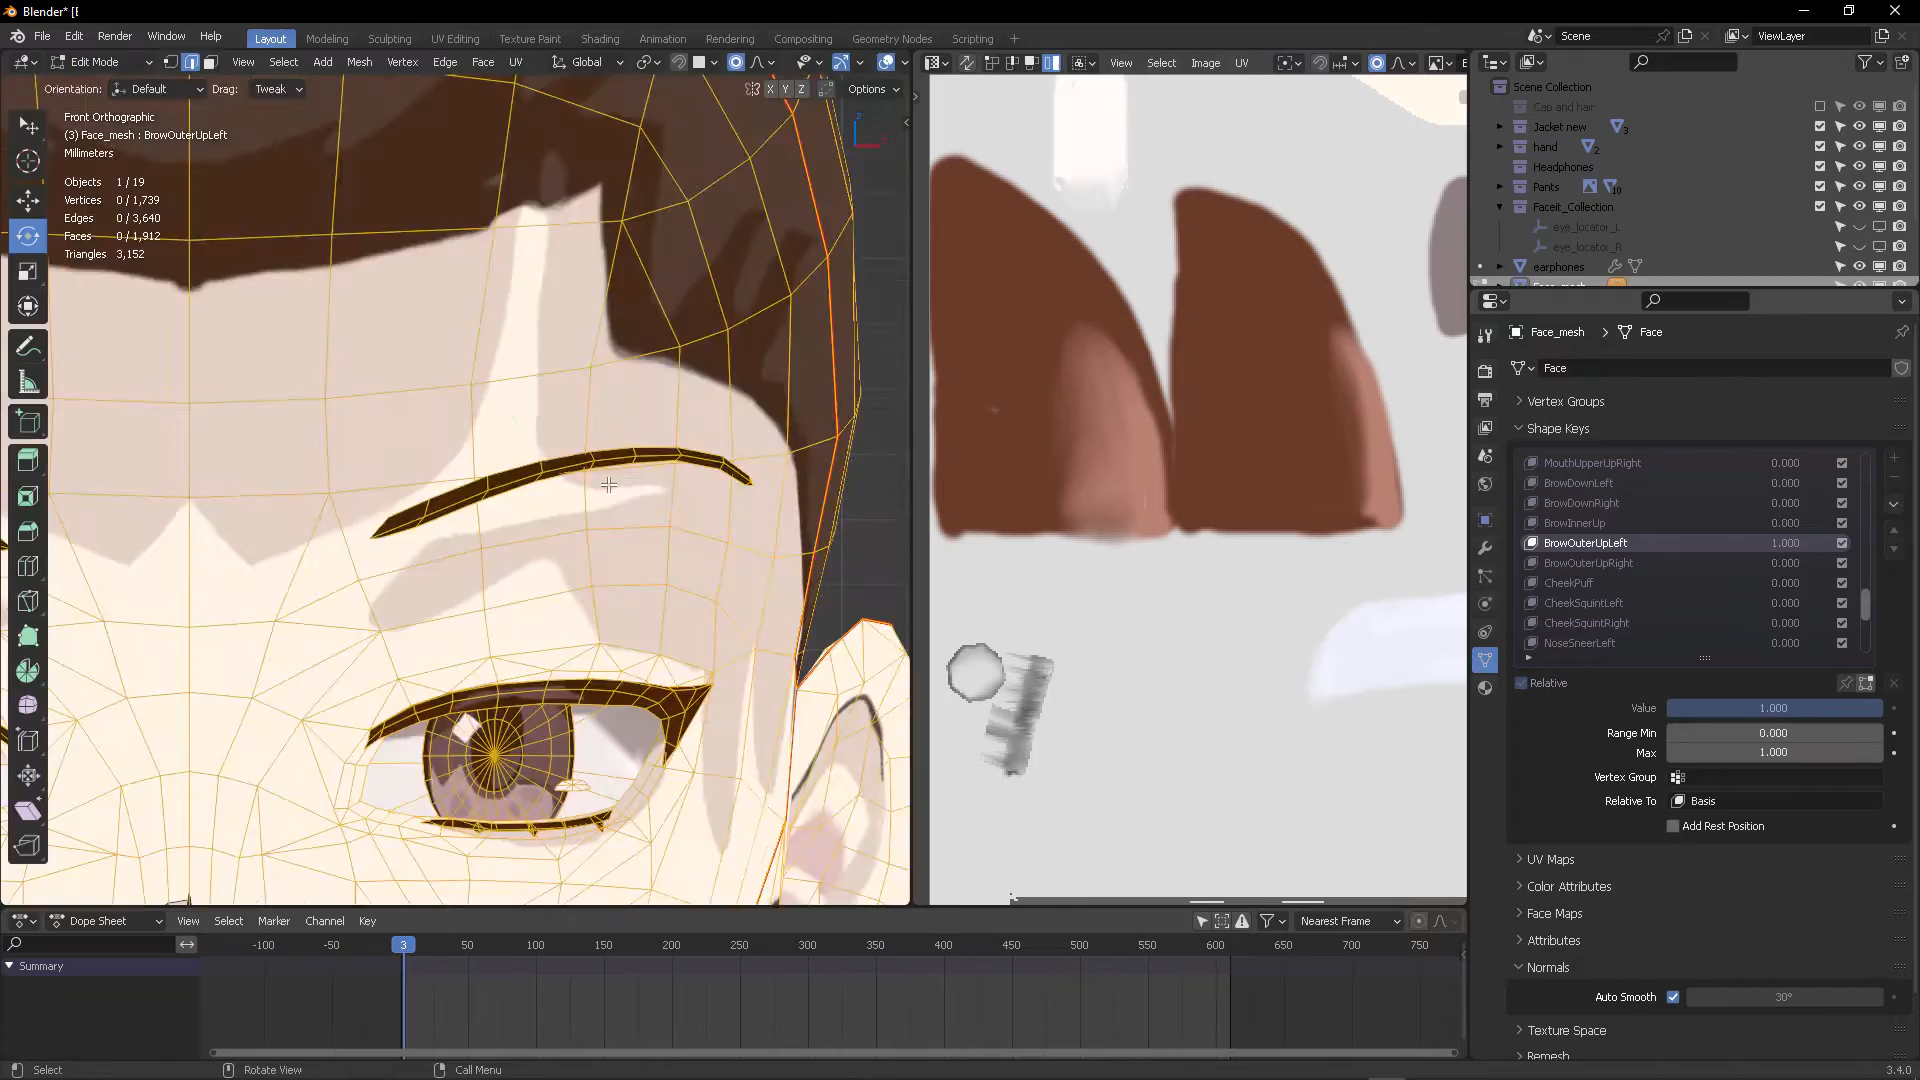 Blender* [E
File Edit Render Window Help
Layout Modeling Sculpting UV Editing Texture Paint Shading Animation Rendering Compositing Geometry Nodes Scripting +
Scene
ViewLayer
Edit Mode View Select Add Mesh Vertex Edge Face UV Global
View Select Image UV
Orientation: Default Drag: Tweak
X Y Z Options
Front Orthographic
(3) Face_mesh : BrowOuterUpLeft
Millimeters
Objects 1 / 19
Vertices 0 / 1,739
Edges 0 / 3,640
Faces 0 / 1,912
Triangles 3,152
Scene Collection
Cap and hair
Jacket new 3
hand 2
Headphones
Pants 10
Faceit_Collection
eye_locator_L
eye_locator_R
earphones
Face_mesh > Face
Face
Vertex Groups
Shape Keys
MouthUpperUpRight 0.000
BrowDownLeft 0.000
BrowDownRight 0.000
BrowInnerUp 0.000
BrowOuterUpLeft 1.000
BrowOuterUpRight 0.000
CheekPuff 0.000
CheekSquintLeft 0.000
CheekSquintRight 0.000
NoseSneerLeft 0.000
Relative
Value 1.000
Range Min 0.000
Max 1.000
Vertex Group
Relative To Basis
Add Rest Position
UV Maps
Color Attributes
Face Maps
Attributes
Normals
Auto Smooth 30°
Texture Space
Remesh
Dope Sheet View Select Marker Channel Key Nearest Frame
-100 -50 3 50 100 150 200 250 300 350 400 450 500 550 600 650 700 750
Summary
Select Rotate View Call Menu 3.4.0